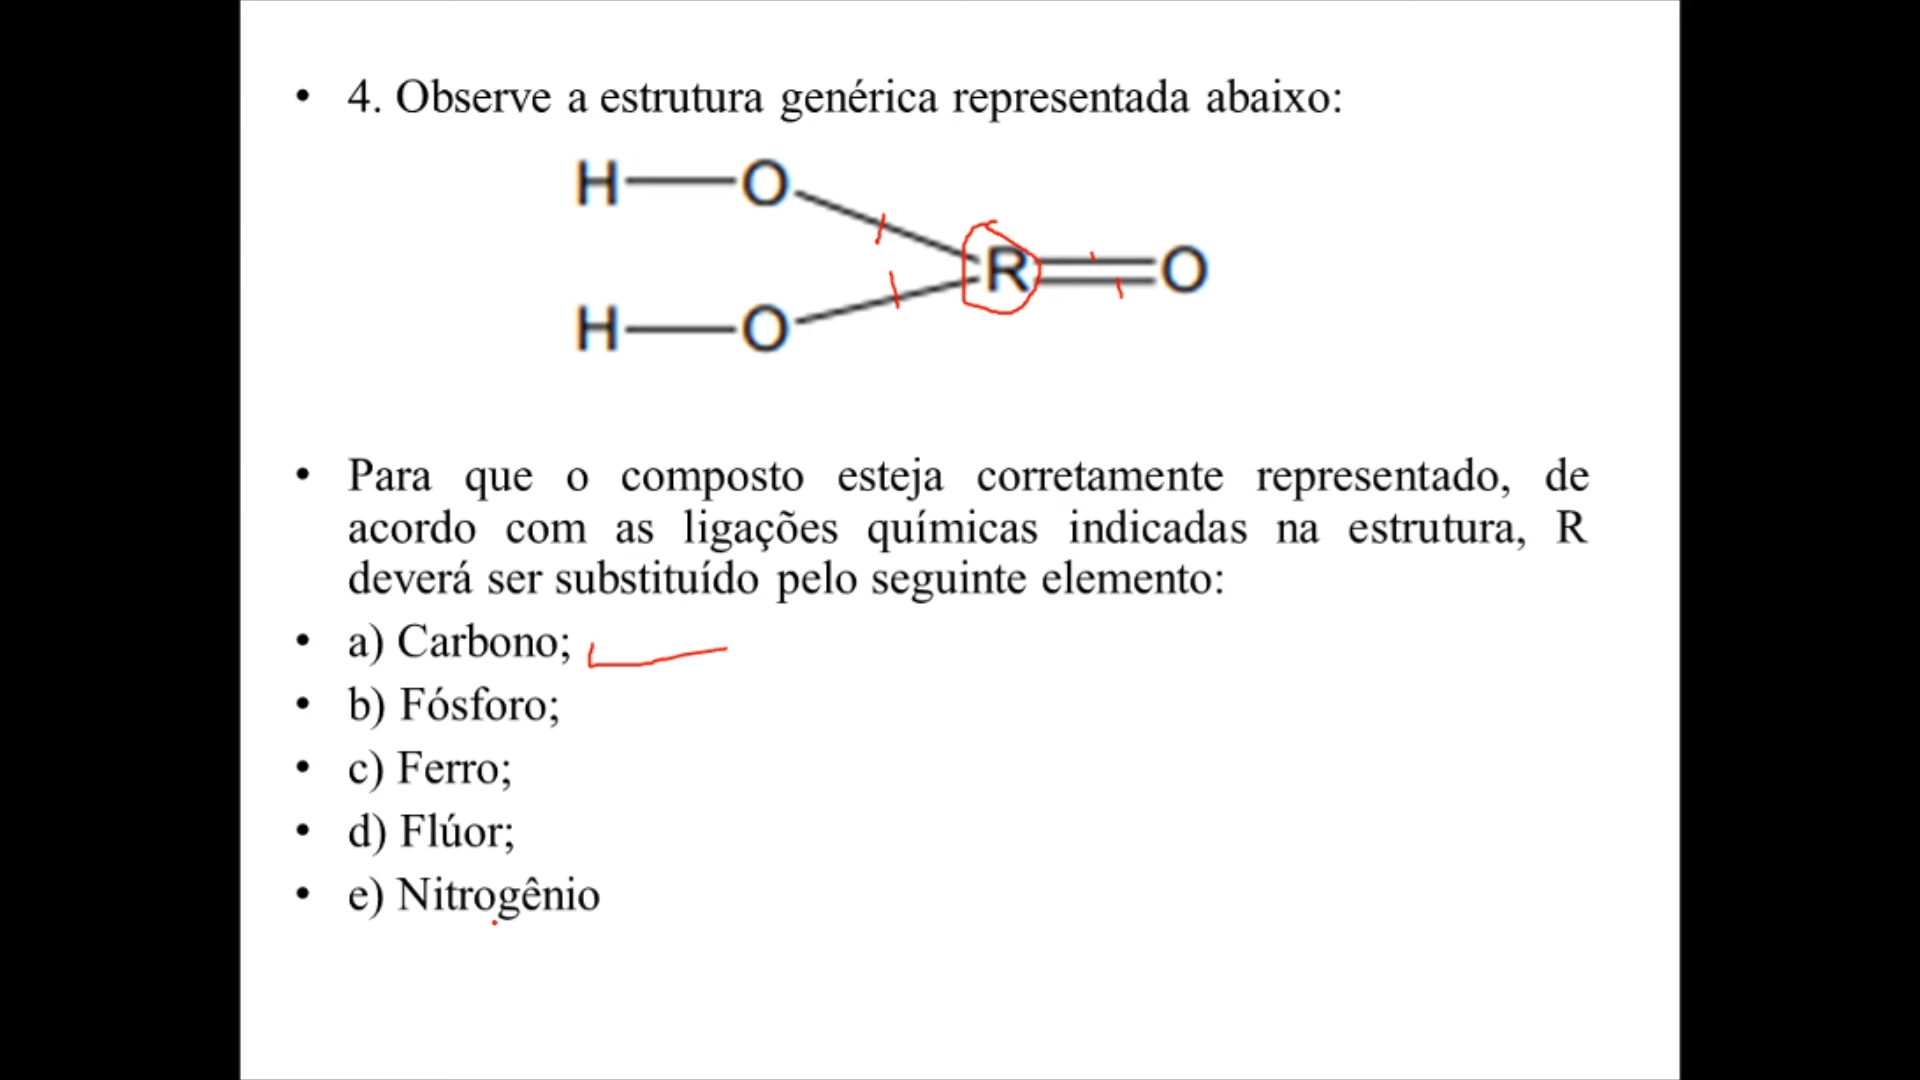 • 4. Observe a estrutura genérica representada abaixo:
H O
R O
H O
• Para que o composto esteja corretamente representado, de
acordo com as ligações químicas indicadas na estrutura, R
deverá ser substituído pelo seguinte elemento:
• a) Carbono;
• b) Fósforo;
• c) Ferro;
• d) Flúor;
• e) Nitrogênio